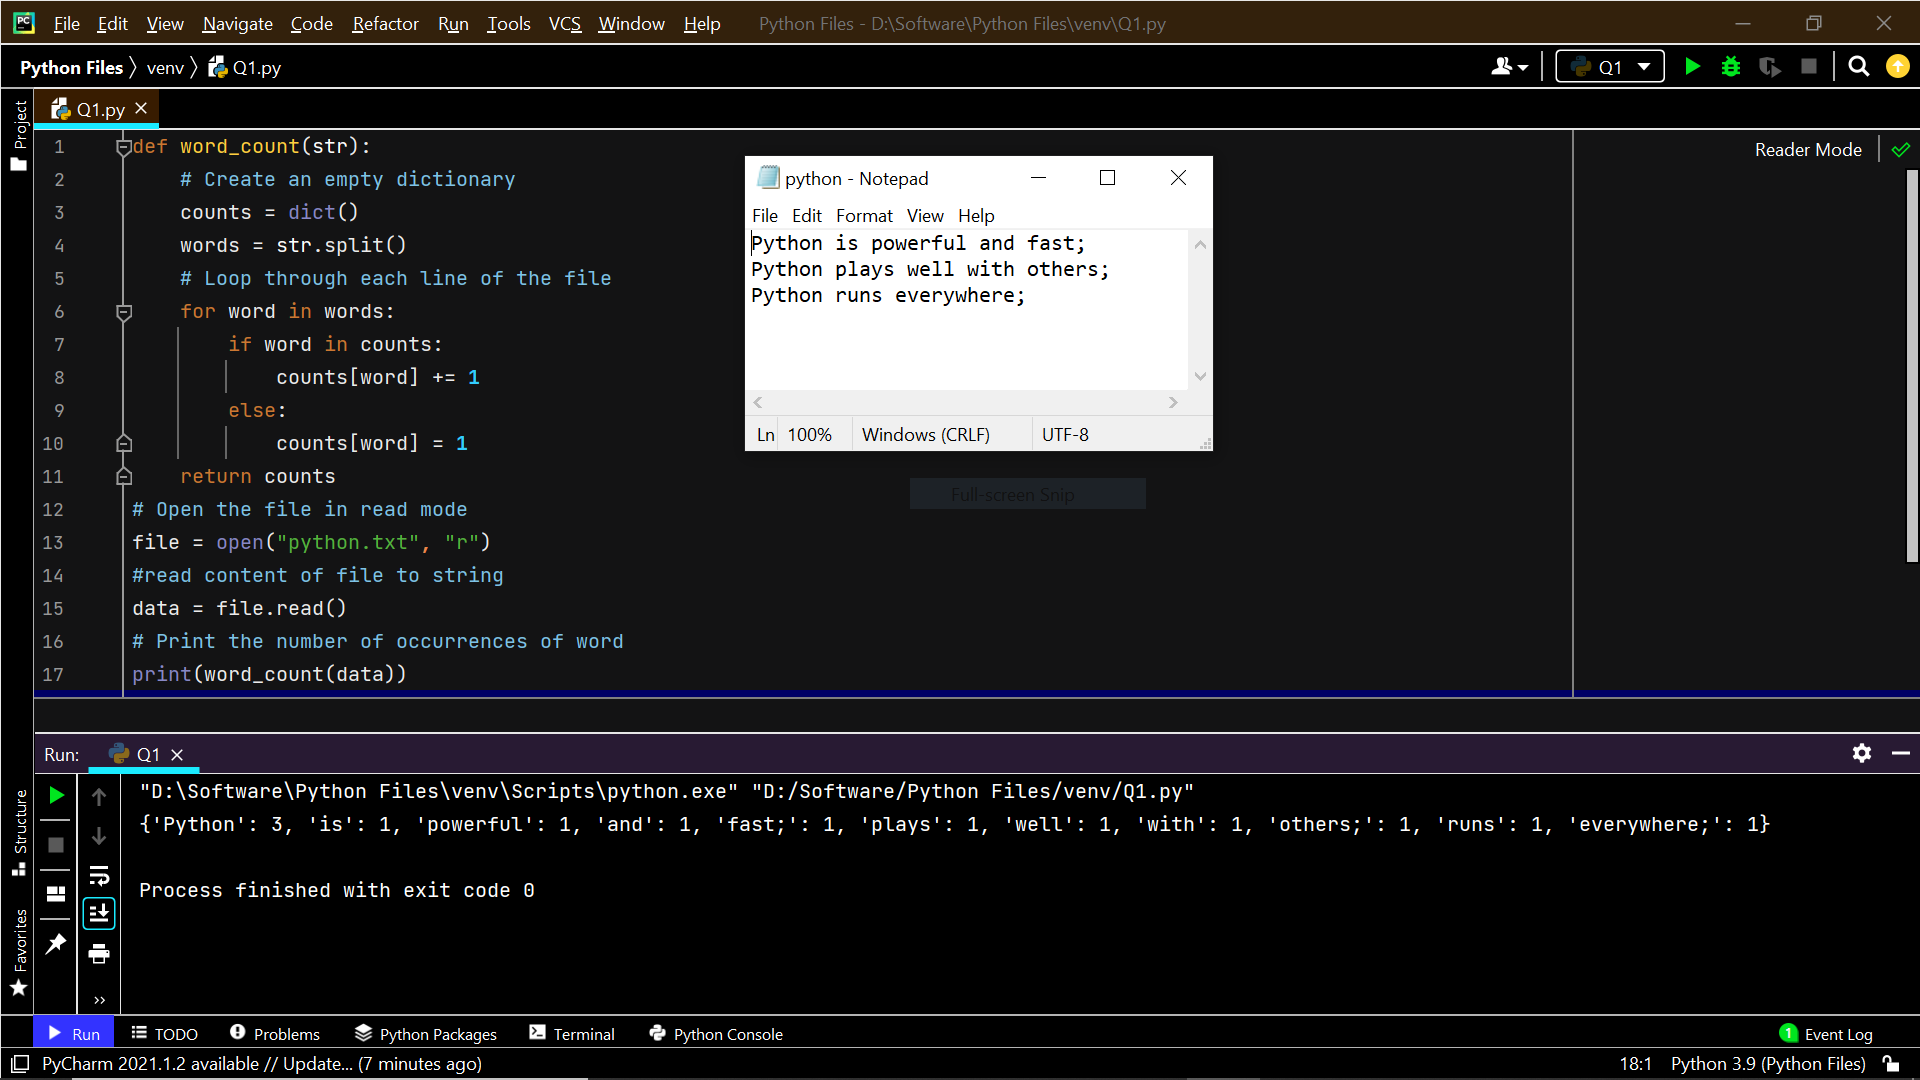 File Edit View Navigate Code Refactor Run Tools VCS Window Help Python Files - D:\Software\Python Files\venv\Q1.py
Python Files venv Q1.py
Q1
Project
Q1.py
Reader Mode
1 def word_count(str):
2 # Create an empty dictionary
3 counts = dict()
4 words = str.split()
5 # Loop through each line of the file
6 for word in words:
7 if word in counts:
8 counts[word] += 1
9 else:
10 counts[word] = 1
11 return counts
12 # Open the file in read mode
13 file = open("python.txt", "r")
14 #read content of file to string
15 data = file.read()
16 # Print the number of occurrences of word
17 print(word_count(data))
python - Notepad
File Edit Format View Help
Python is powerful and fast;
Python plays well with others;
Python runs everywhere;
Ln 100% Windows (CRLF) UTF-8
Full-screen Snip
Run: Q1
"D:\Software\Python Files\venv\Scripts\python.exe" "D:/Software/Python Files/venv/Q1.py"
{'Python': 3, 'is': 1, 'powerful': 1, 'and': 1, 'fast;': 1, 'plays': 1, 'well': 1, 'with': 1, 'others;': 1, 'runs': 1, 'everywhere;': 1}
Process finished with exit code 0
Structure
Favorites
Run TODO Problems Python Packages Terminal Python Console 1 Event Log
PyCharm 2021.1.2 available // Update... (7 minutes ago) 18:1 Python 3.9 (Python Files)